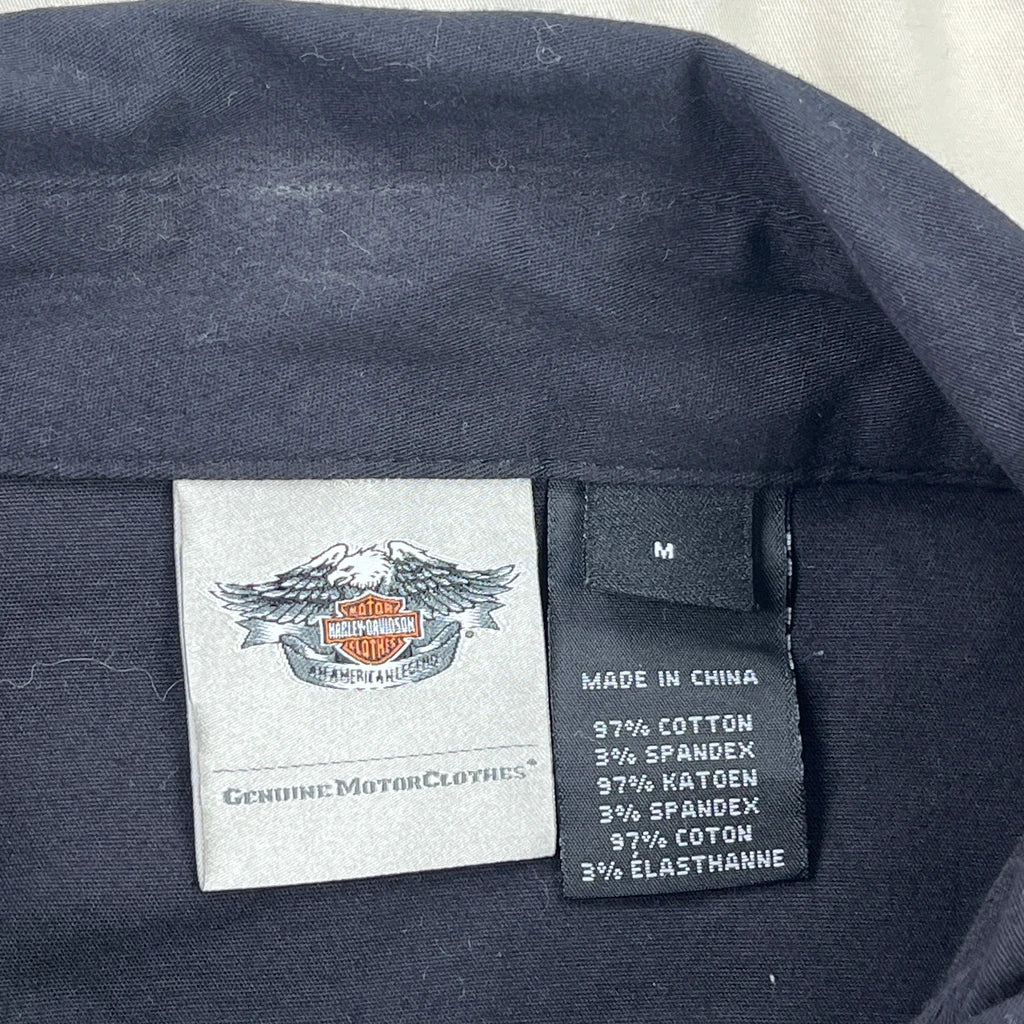 MOTOR
HARLEY-DAVIDSON
CLOTHES
AN AMERICAN LEGEND
GENUINE MOTORCLOTHES®
M
MADE IN CHINA
97% COTTON
3% SPANDEX
97% KATOEN
3% SPANDEX
97% COTON
3% ÉLASTHANNE